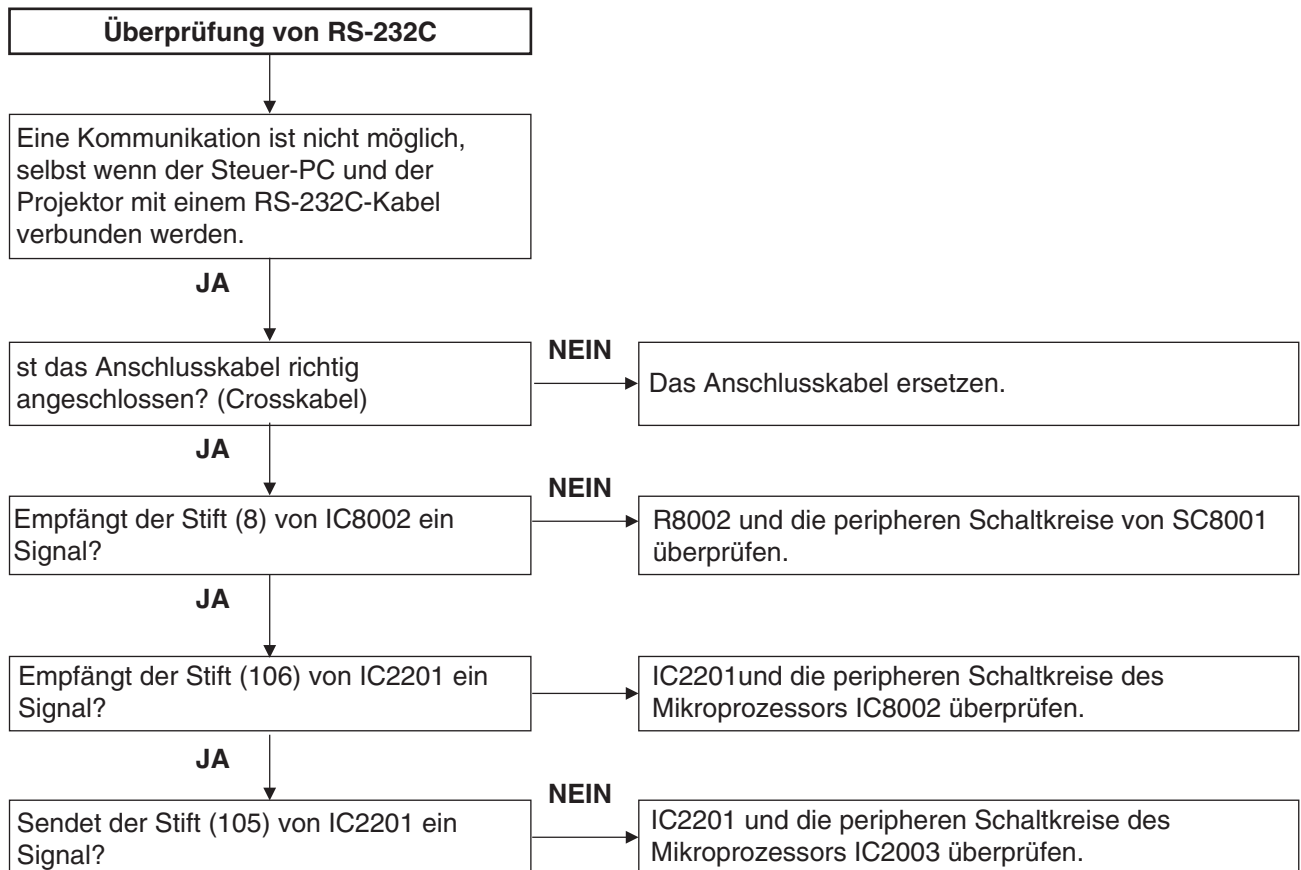 Überprüfung von RS-232C
Eine Kommunikation ist nicht möglich,
selbst wenn der Steuer-PC und der
Projektor mit einem RS-232C-Kabel
verbunden werden.
JA
st das Anschlusskabel richtig
angeschlossen? (Crosskabel)
NEIN
Das Anschlusskabel ersetzen.
JA
Empfängt der Stift (8) von IC8002 ein
Signal?
NEIN
R8002 und die peripheren Schaltkreise von SC8001
überprüfen.
JA
Empfängt der Stift (106) von IC2201 ein
Signal?
IC2201und die peripheren Schaltkreise des
Mikroprozessors IC8002 überprüfen.
JA
Sendet der Stift (105) von IC2201 ein
Signal?
NEIN
IC2201 und die peripheren Schaltkreise des
Mikroprozessors IC2003 überprüfen.